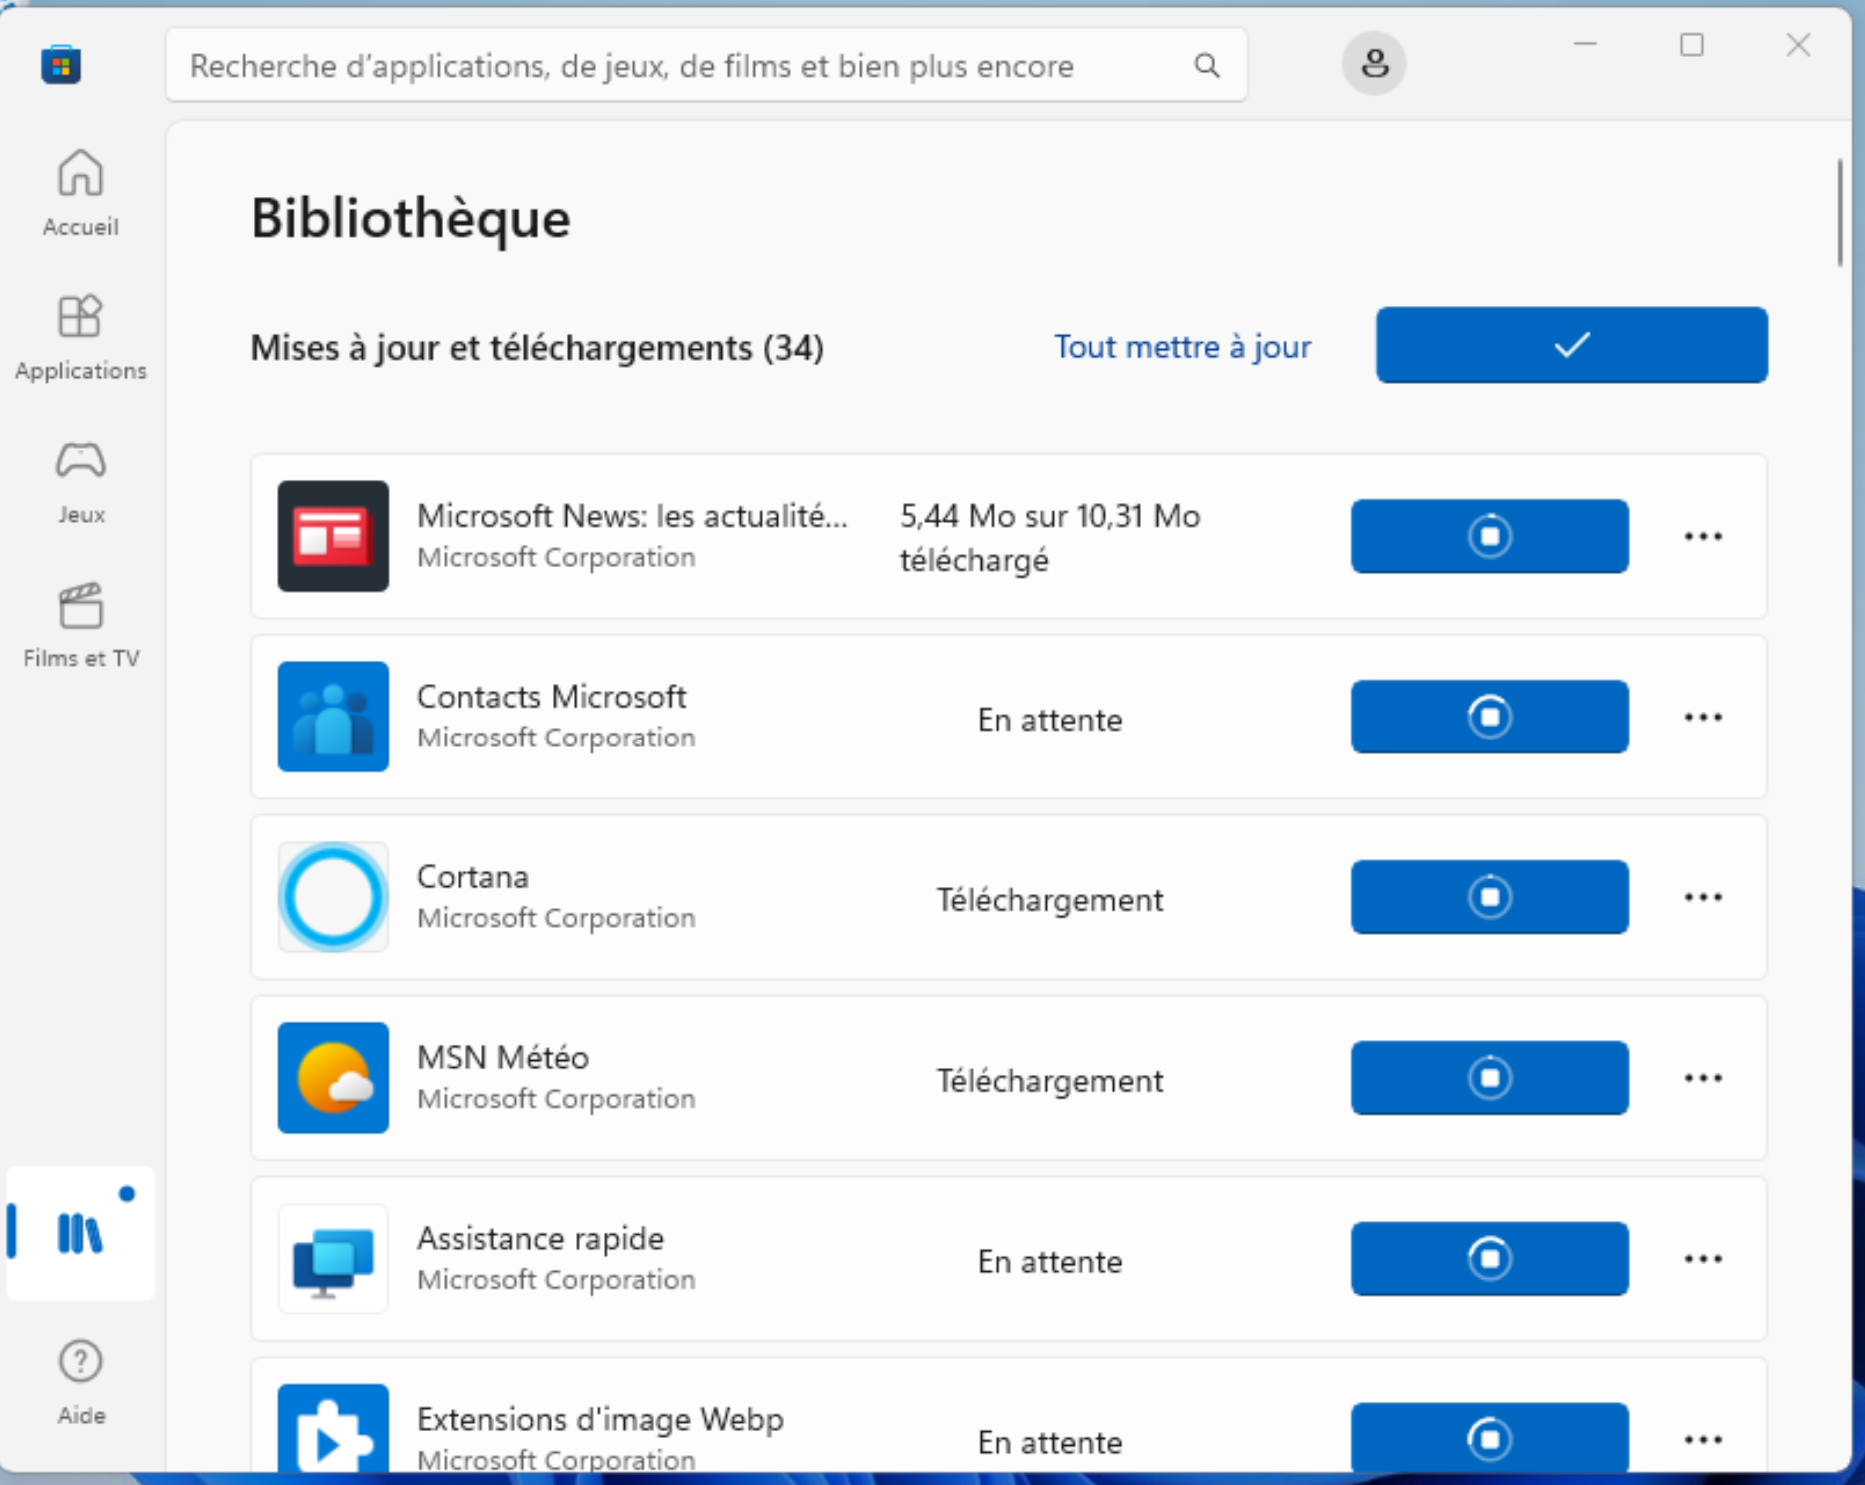 Recherche d’applications, de jeux, de films et bien plus encore
Accueil
Applications
Jeux
Films et TV
Aide
Bibliothèque
Mises à jour et téléchargements (34)
Tout mettre à jour
Microsoft News: les actualité...
Microsoft Corporation
5,44 Mo sur 10,31 Mo
téléchargé
Contacts Microsoft
Microsoft Corporation
En attente
Cortana
Microsoft Corporation
Téléchargement
MSN Météo
Microsoft Corporation
Téléchargement
Assistance rapide
Microsoft Corporation
En attente
Extensions d'image Webp
Microsoft Corporation
En attente